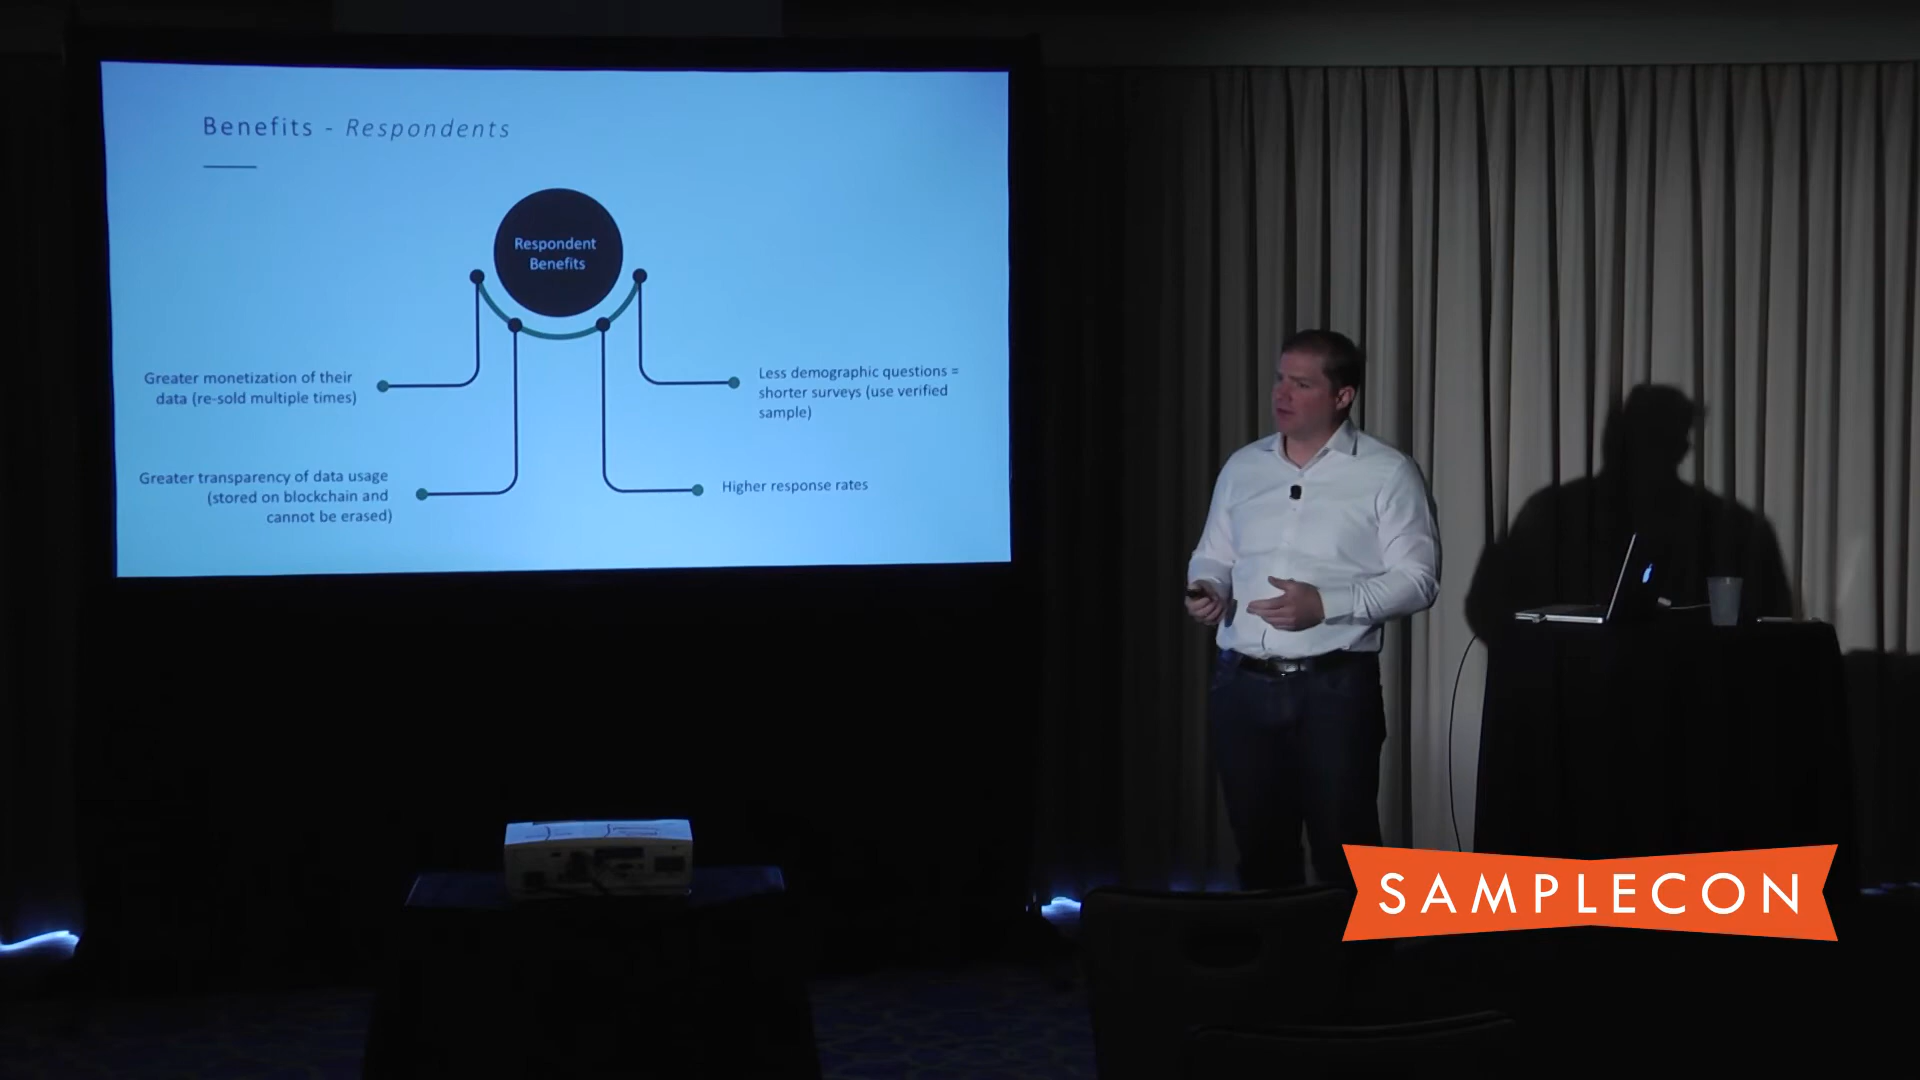 Benefits - Respondents
Respondent
Benefits
Greater monetization of their
data (re-sold multiple times)
Greater transparency of data usage
(stored on blockchain and
cannot be erased)
Less demographic questions =
shorter surveys (use verified
sample)
Higher response rates
SAMPLECON